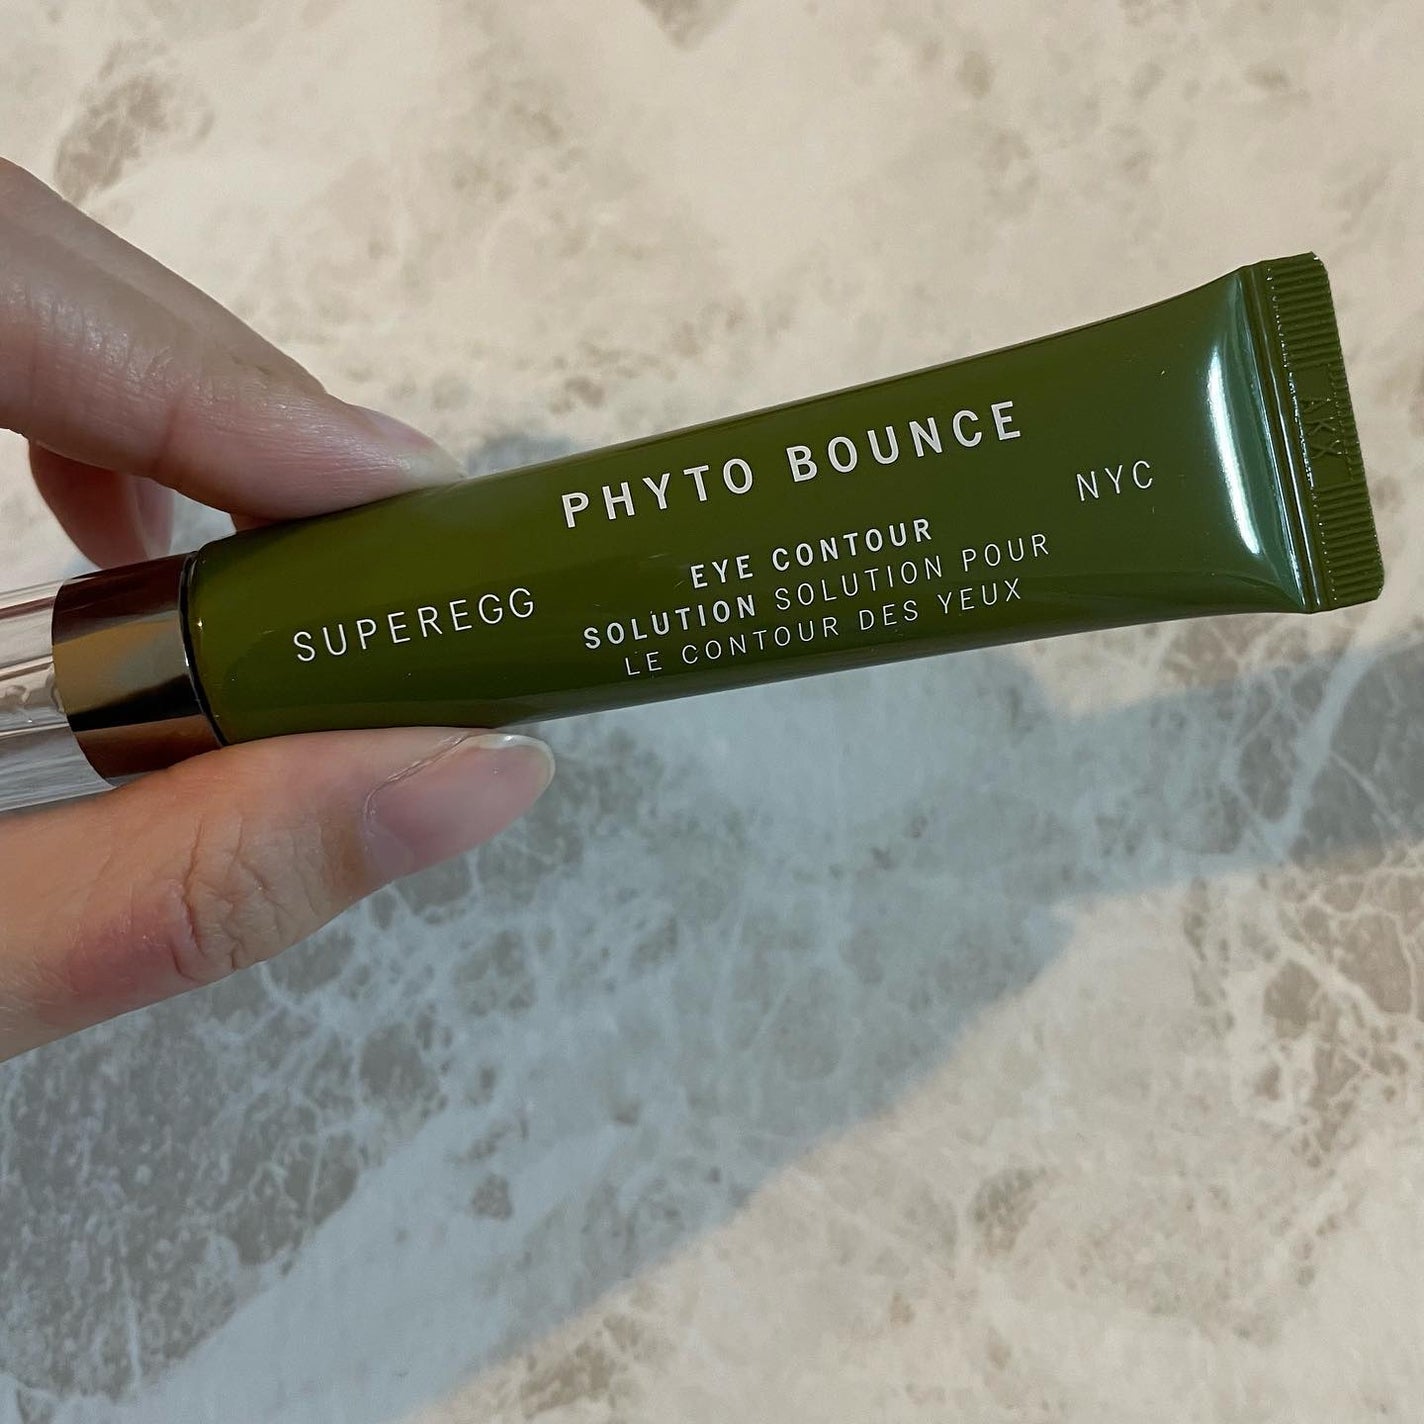 SUPEREGG
PHYTO BOUNCE
EYE CONTOUR
SOLUTION SOLUTION POUR
LE CONTOUR DES YEUX
NYC